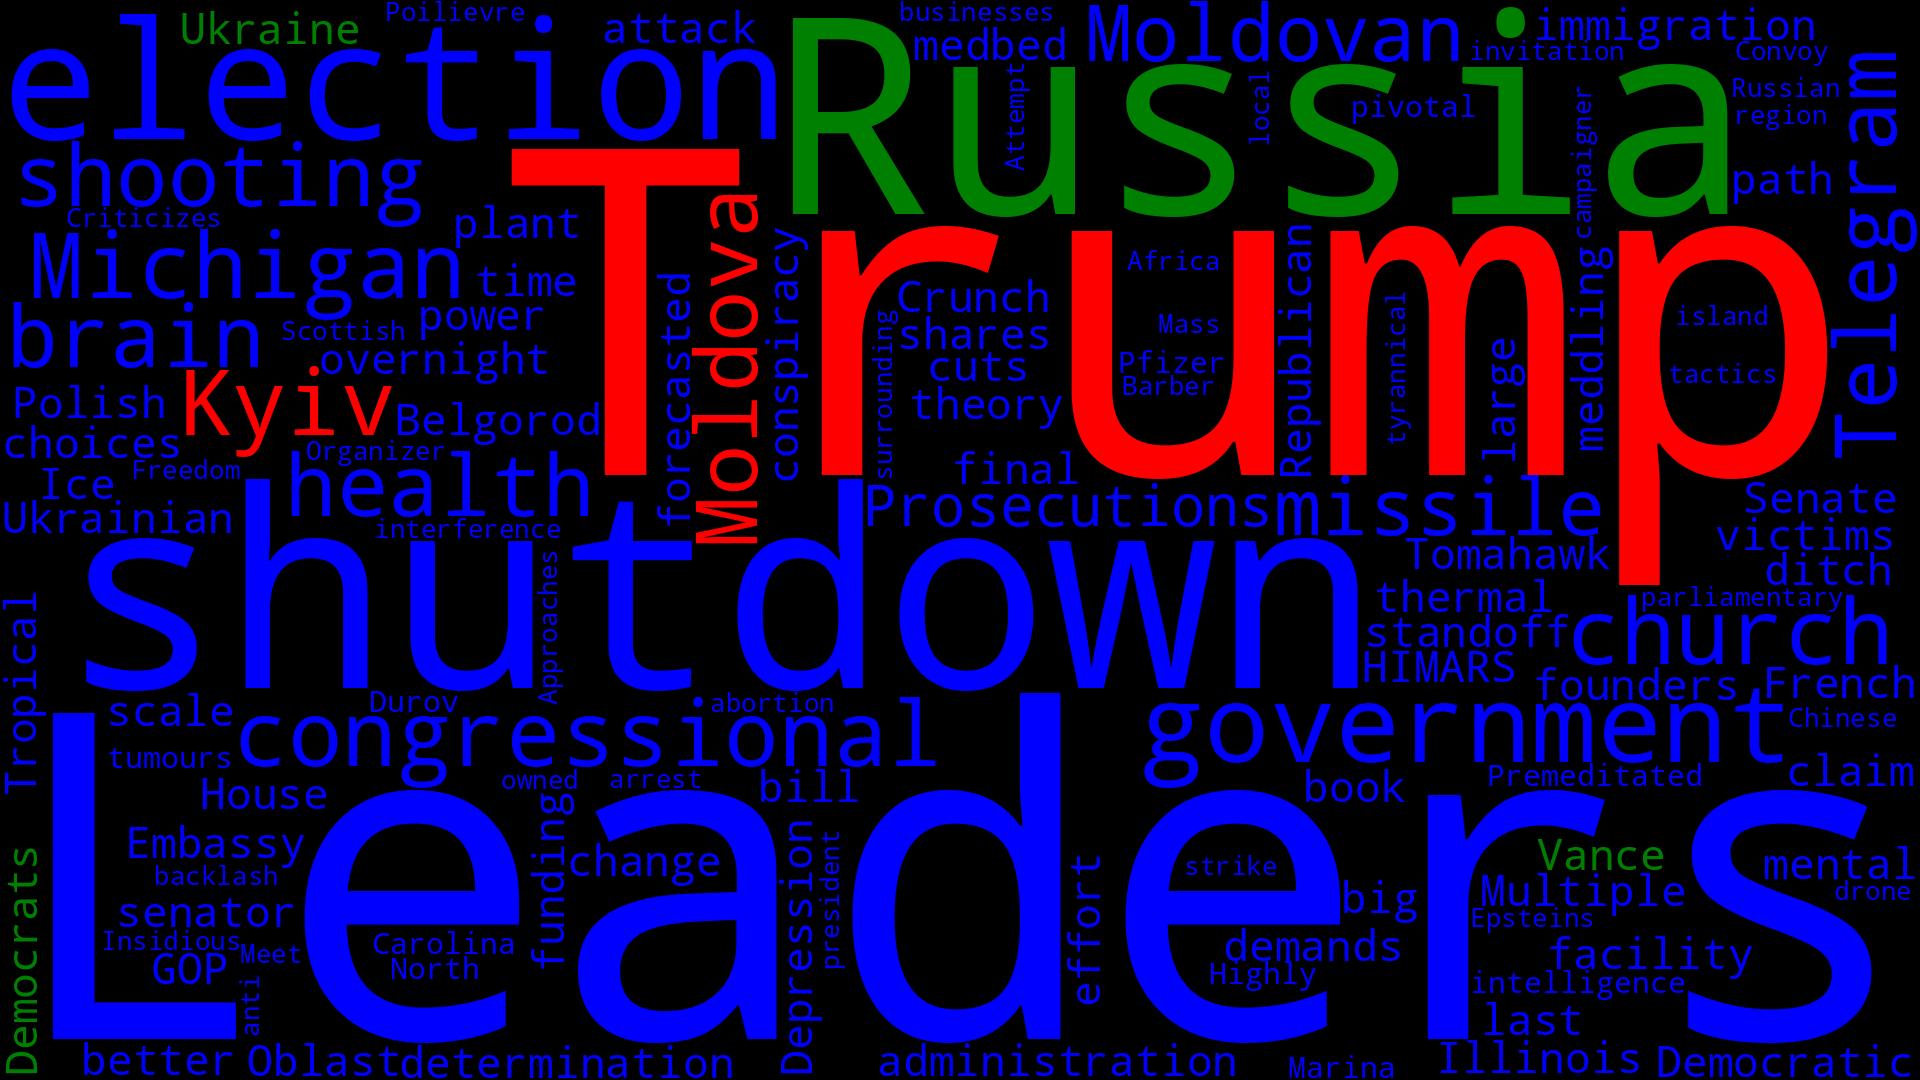 Ukraine
Poilievre
attack
businesses
medbed
Moldovan
immigration
invitation
Convoy
election
Russia
Attempt
local
pivotal
campaigner
Russian
region
Telegram
shooting
path
Criticizes
plant
Trump
Moldova
Michigan
time
forecasted
conspiracy
Crunch
Africa
Republican
meddling
brain
Scottish
power
surrounding
shares
Mass
tyrannical
island
overnight
cuts
Pfizer
Barber
large
tactics
Polish
Kyiv
Belgorod
theory
choices
Organizer
Freedom
Ice
health
final
Prosecutions
missile
Senate
Ukrainian
interference
victims
shutdown
Approaches
Tomahawk
ditch
thermal
parliamentary
Tropical
standoff
church
HIMARS
founders
French
scale
Durov
abortion
congressional
government
Chinese
tumours
Leaders
owned
arrest
bill
book
Premeditated
claim
House
Embassy
funding
change
Depression
president
effort
strike
Vance
mental
backlash
big
Multiple
drone
senator
Epsteins
Democrats
Insidious
Meet
Carolina
demands
facility
GOP
North
Highly
intelligence
anti
last
better
Oblast
determination
administration
Marina
Illinois
Democratic